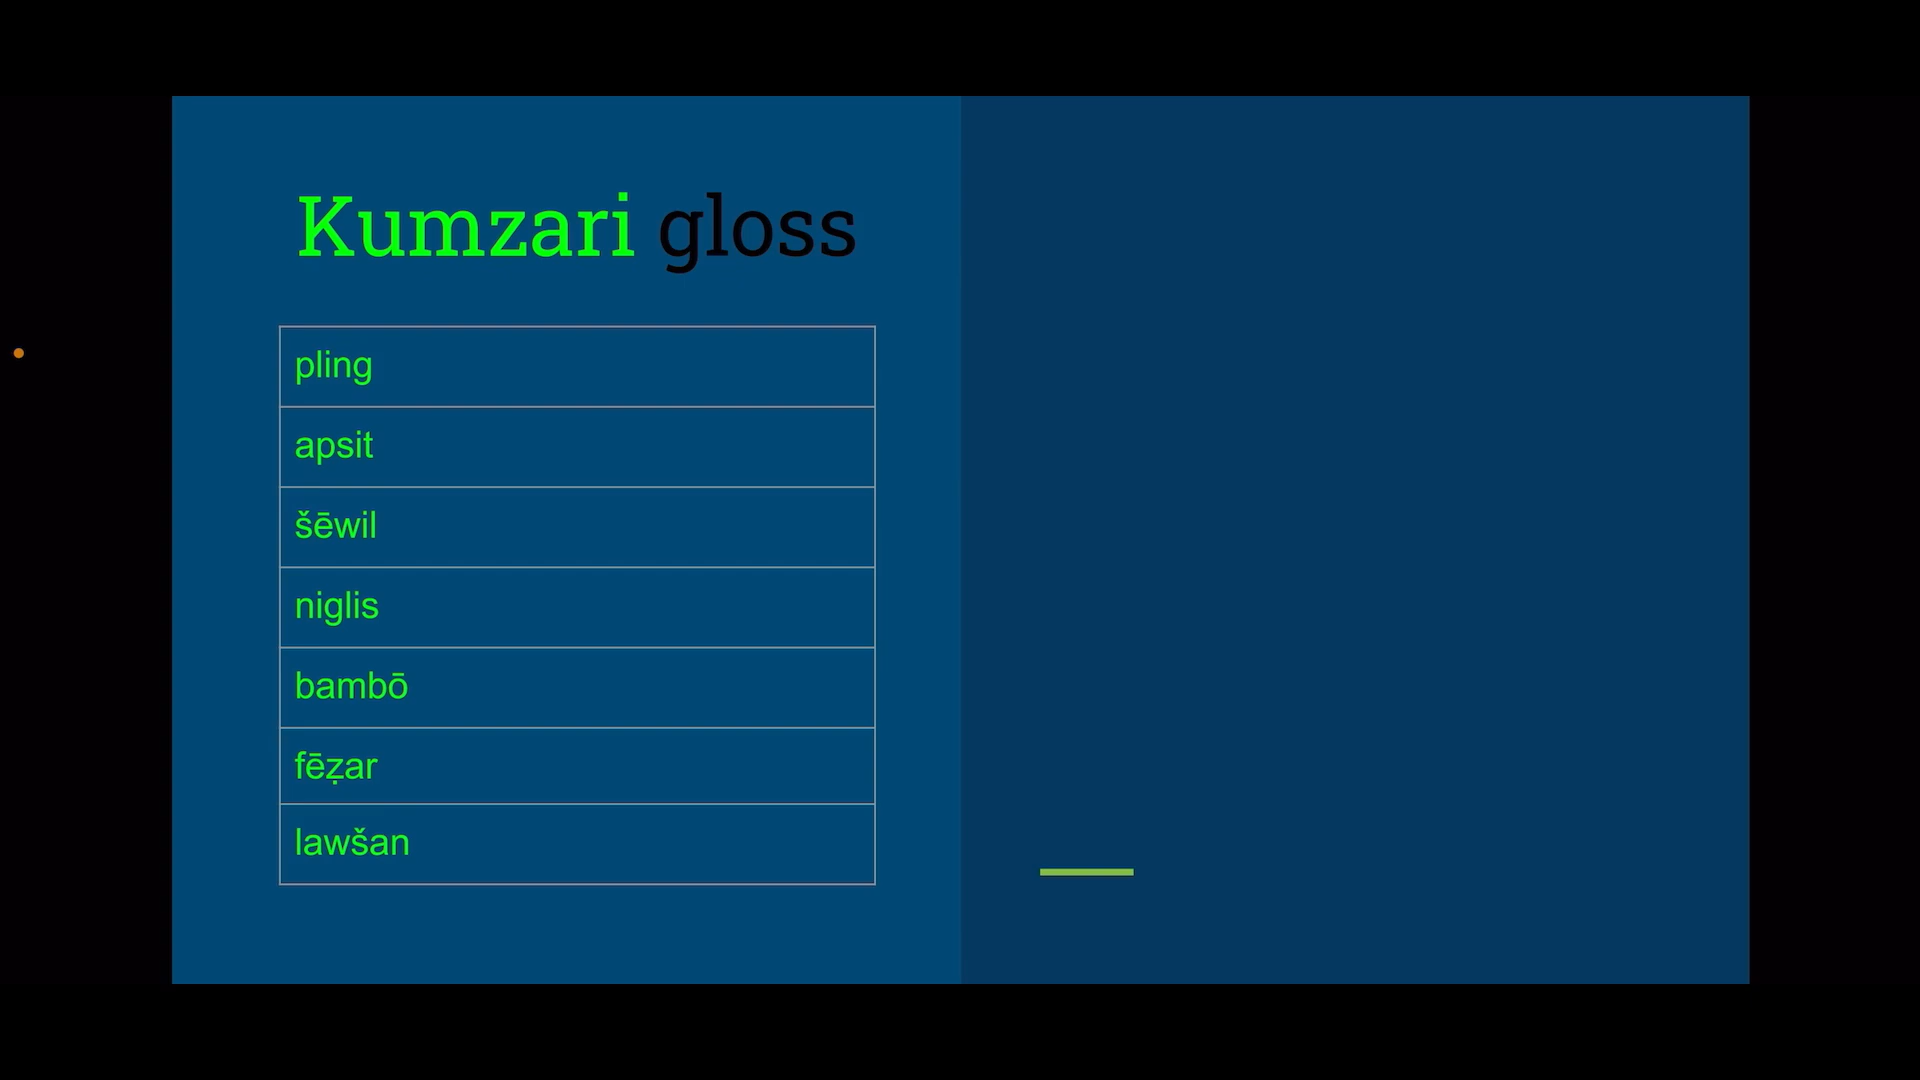 Kumzari gloss
pling
apsit
šēwil
niglis
bambō
fēẓar
lawšan